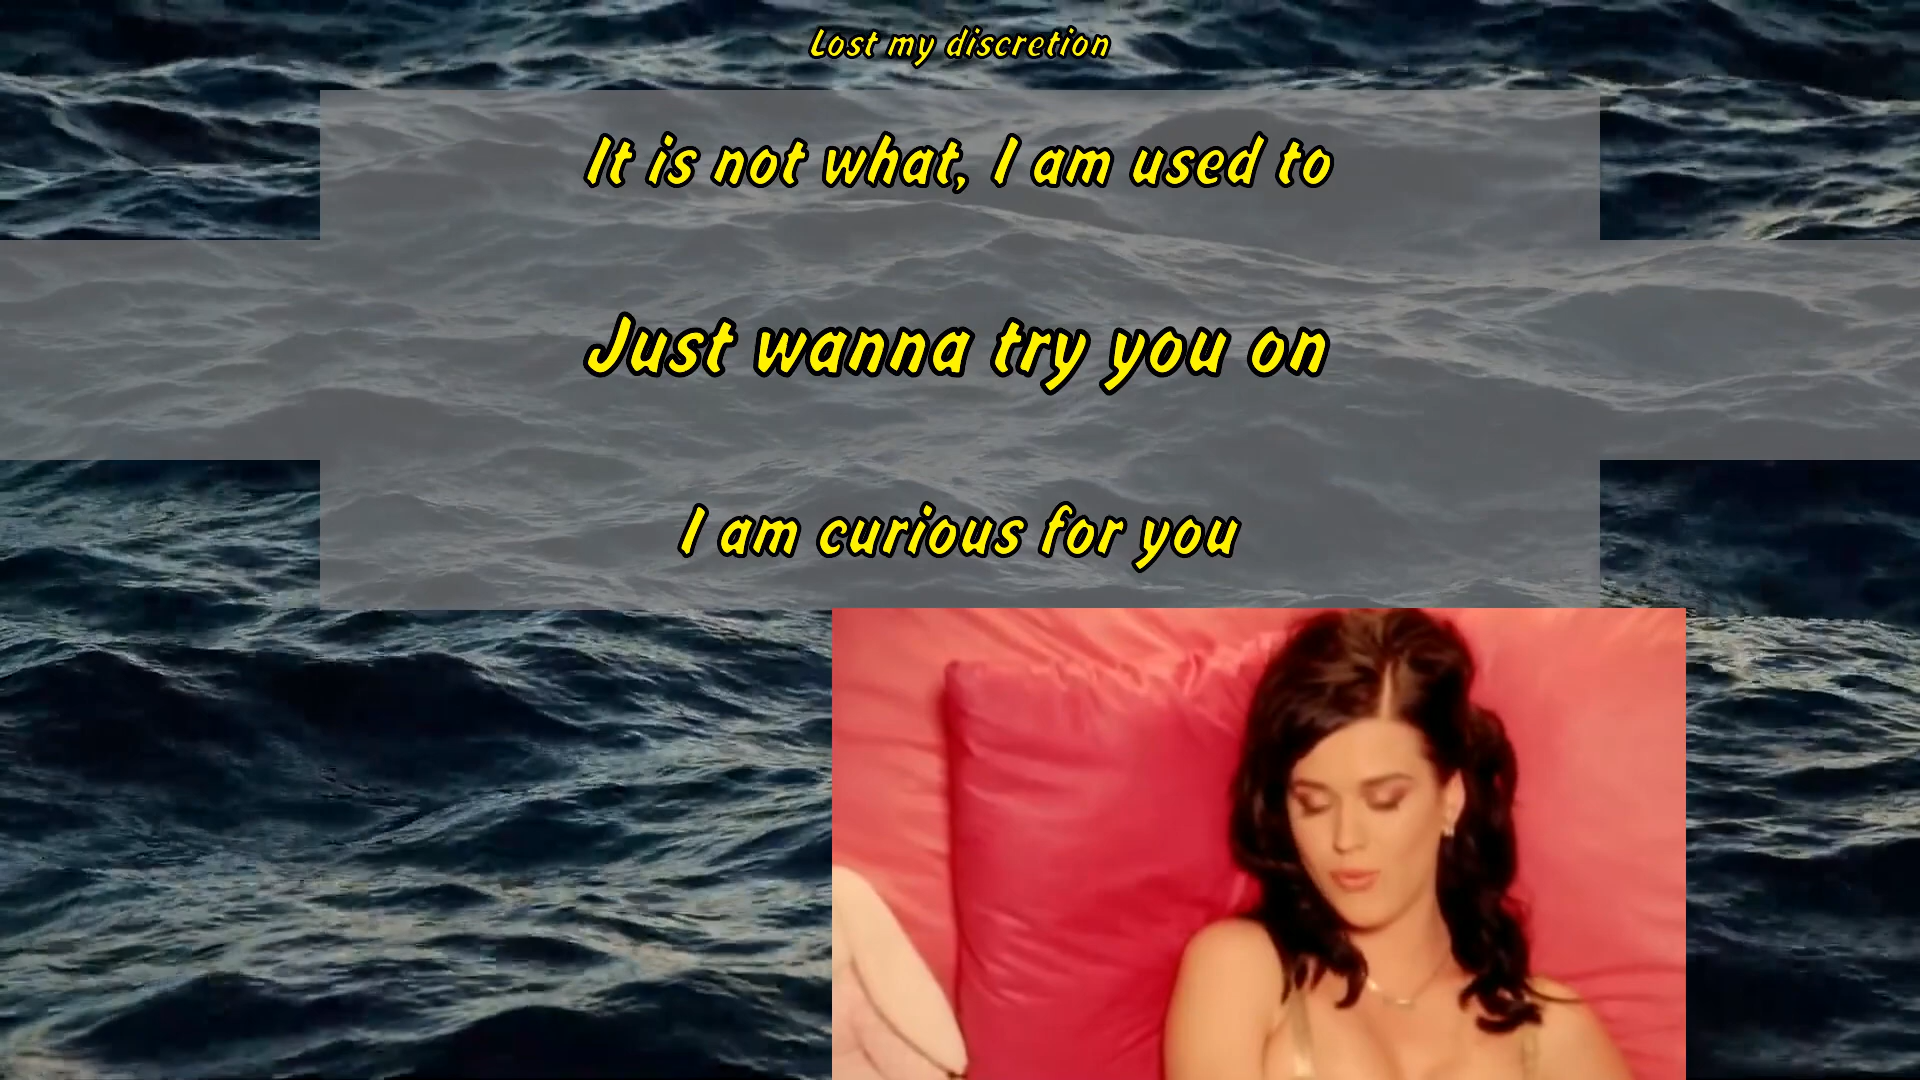 Lost my discretion
It is not what, I am used to
Just wanna try you on
I am curious for you